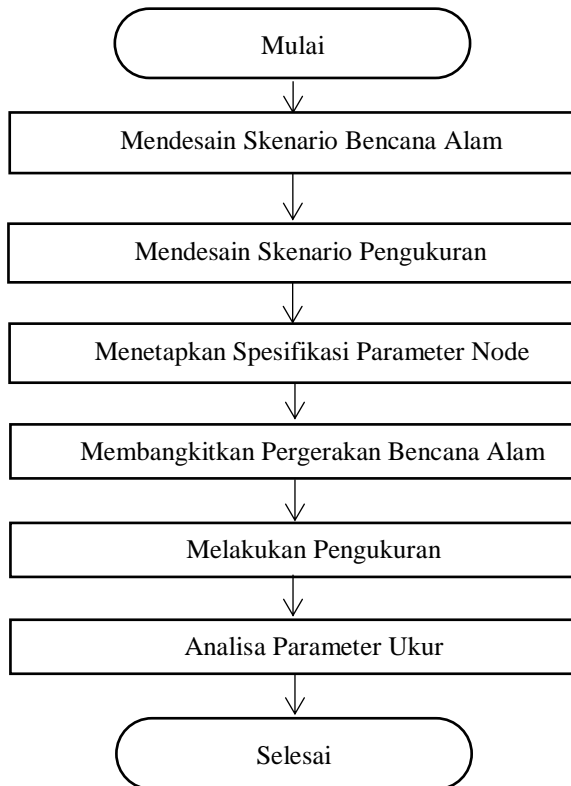 Mulai
Mendesain Skenario Bencana Alam
Mendesain Skenario Pengukuran
Menetapkan Spesifikasi Parameter Node
Membangkitkan Pergerakan Bencana Alam
Melakukan Pengukuran
Analisa Parameter Ukur
Selesai